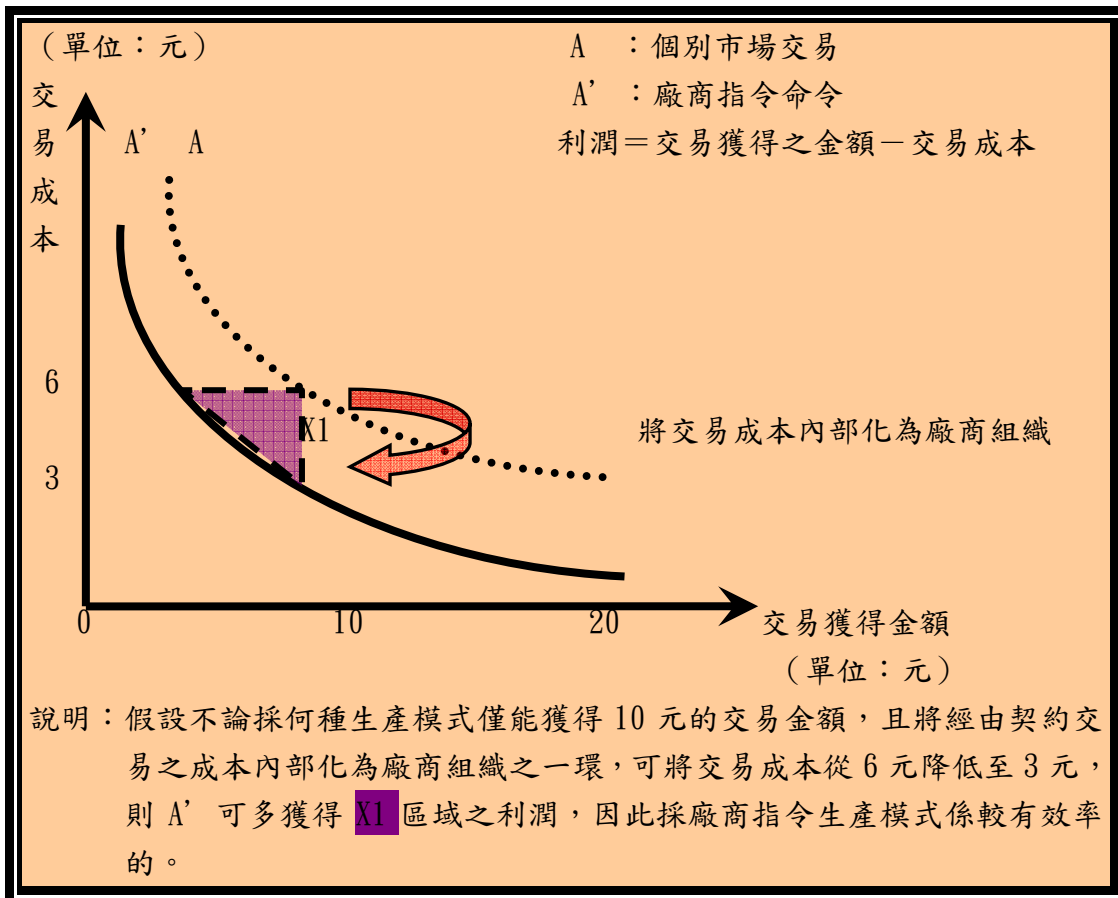 （單位：元）
A ：個別市場交易
A’ ：廠商指令命令
利潤＝交易獲得之金額－交易成本
交易成本
A’ A
6
X1
將交易成本內部化為廠商組織
3
0 10 20
交易獲得金額
（單位：元）
說明：假設不論採何種生產模式僅能獲得 10 元的交易金額，且將經由契約交
易之成本內部化為廠商組織之一環，可將交易成本從 6 元降低至 3 元，
則 A’ 可多獲得 X1 區域之利潤，因此採廠商指令生產模式係較有效率
的。